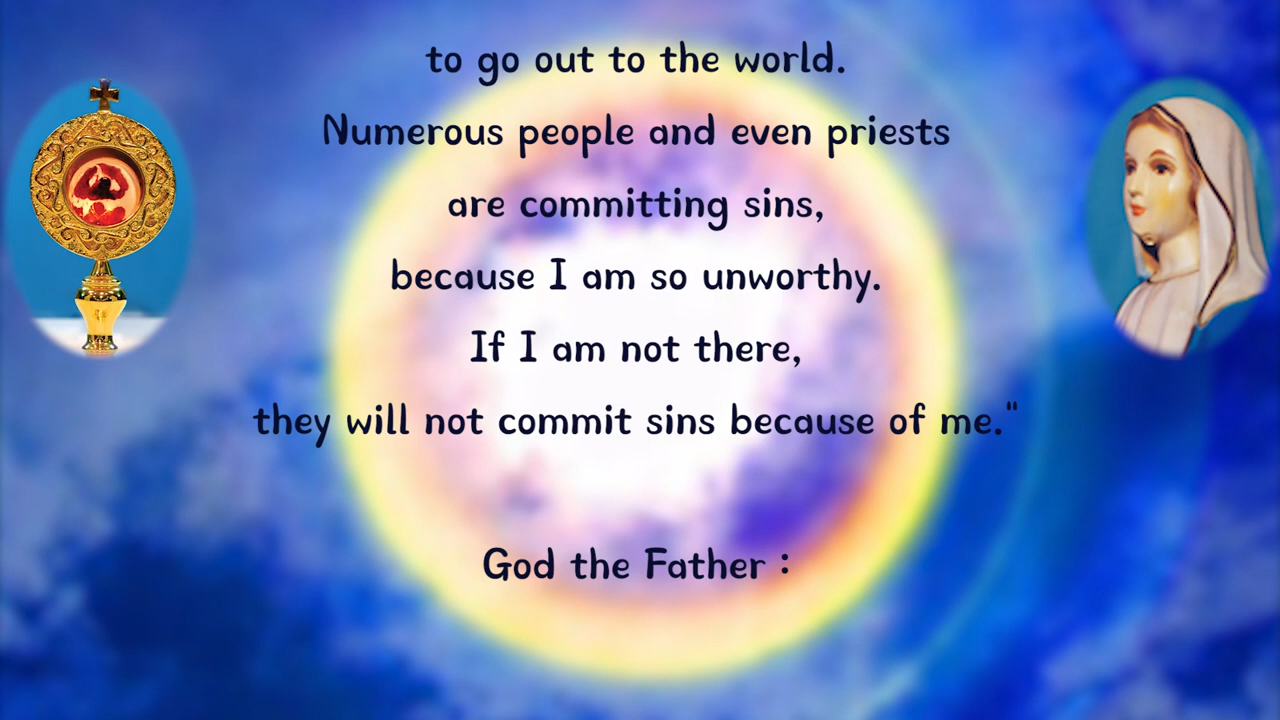 to go out to the world.
Numerous people and even priests
are committing sins,
because I am so unworthy.
If I am not there,
they will not commit sins because of me."
God the Father :